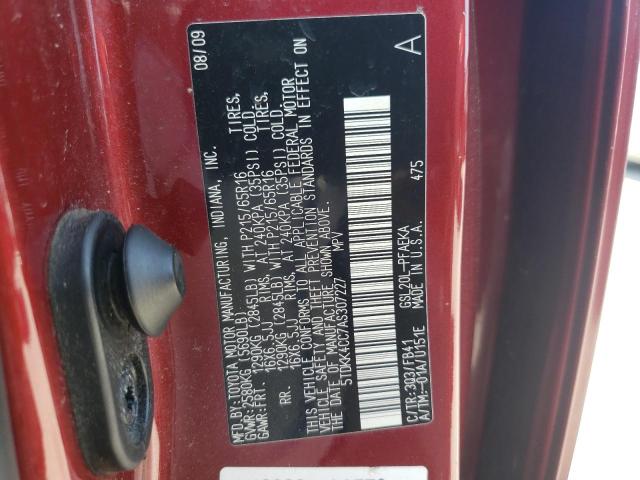 MFD.BY:TOYOTA MOTOR MANUFACTURING, INDIANA, INC. 08/09
GVWR:2580KG (5690LB)
GAWR:FRT. 1290KG (2845LB) WITH P215/65R16 TIRES,
16X6.5JJ RIMS, AT 240KPA (35PSI) COLD.
RR. 1290KG (2845LB) WITH P215/65R16 TIRES,
16X6.5JJ RIMS, AT 240KPA (35PSI) COLD.
THIS VEHICLE CONFORMS TO ALL APPLICABLE FEDERAL MOTOR
VEHICLE SAFETY AND THEFT PREVENTION STANDARDS IN EFFECT ON
THE DATE OF MANUFACTURE SHOWN ABOVE.
5TDKK4CC7AS307227 MPV
C/TR:3Q3/FB41 GSL20L-PFAEKA A
A/TM:-01A/U151E MADE IN U.S.A. 475